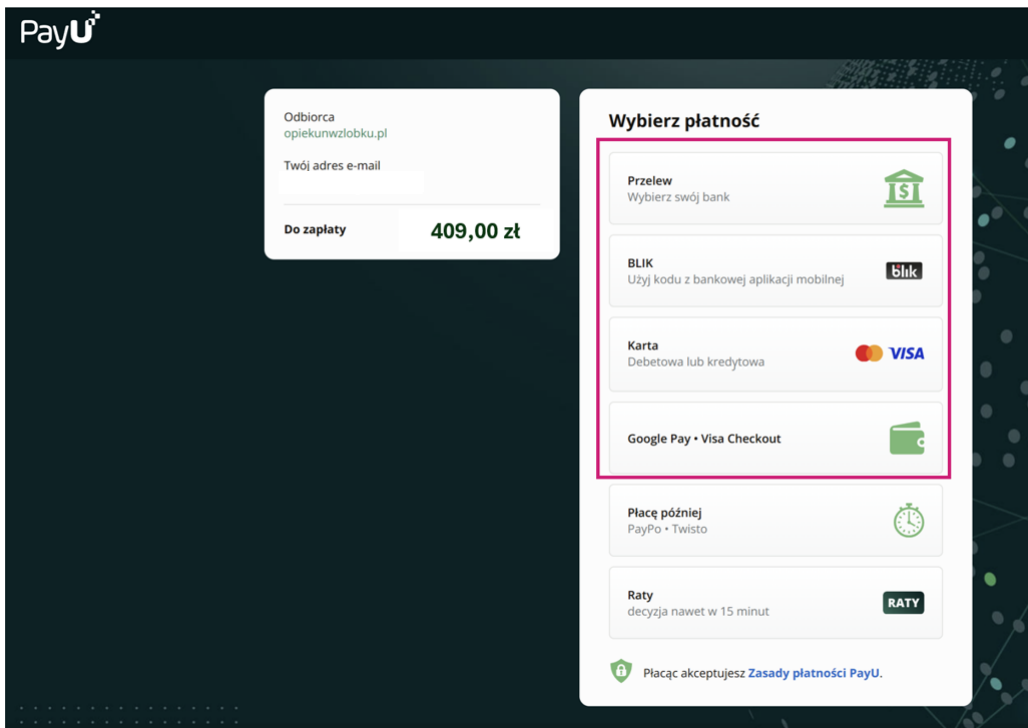 PayU
Odbiorca
opiekunwzlobku.pl
Twój adres e-mail
Do zapłaty 409,00 zł
Wybierz płatność
Przelew
Wybierz swój bank
BLIK
Użyj kodu z bankowej aplikacji mobilnej
blik
Karta
Debetowa lub kredytowa
VISA
Google Pay • Visa Checkout
Płacę później
PayPo • Twisto
Raty
decyzja nawet w 15 minut
RATY
Płacąc akceptujesz Zasady płatności PayU.